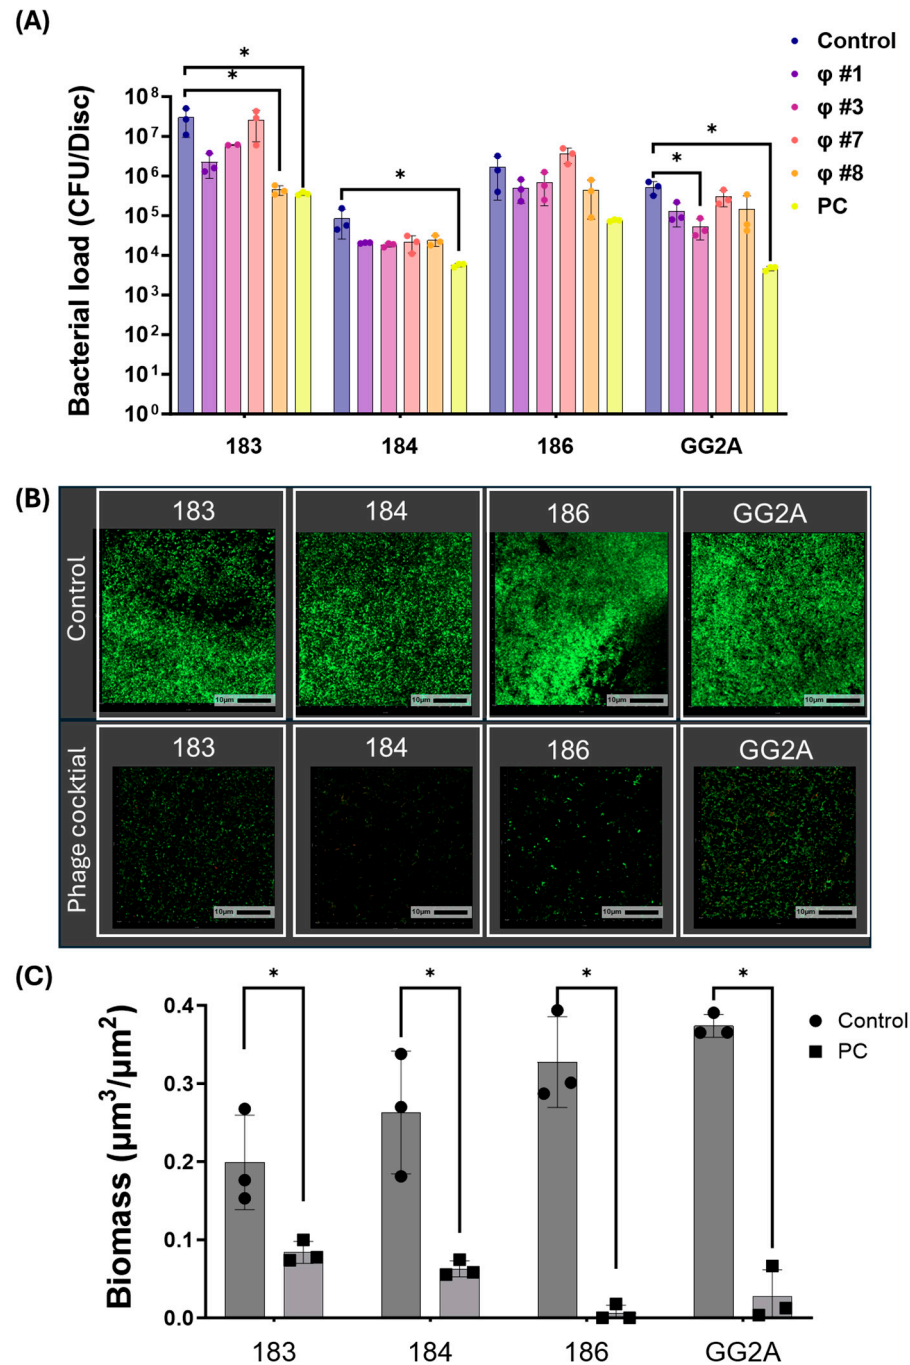 (A)
* 
*
*
*
*
Control
φ #1
φ #3
φ #7
φ #8
PC
Bacterial load (CFU/Disc)
10⁸
10⁷
10⁶
10⁵
10⁴
10³
10²
10¹
10⁰
183 184 186 GG2A
(B)
Control
183 184 186 GG2A
10µm 10µm 10µm 10µm
Phage cocktial
183 184 186 GG2A
10µm 10µm 10µm 10µm
(C)
* * * *
Control
PC
Biomass (µm³/µm²)
0.4
0.3
0.2
0.1
0.0
183 184 186 GG2A